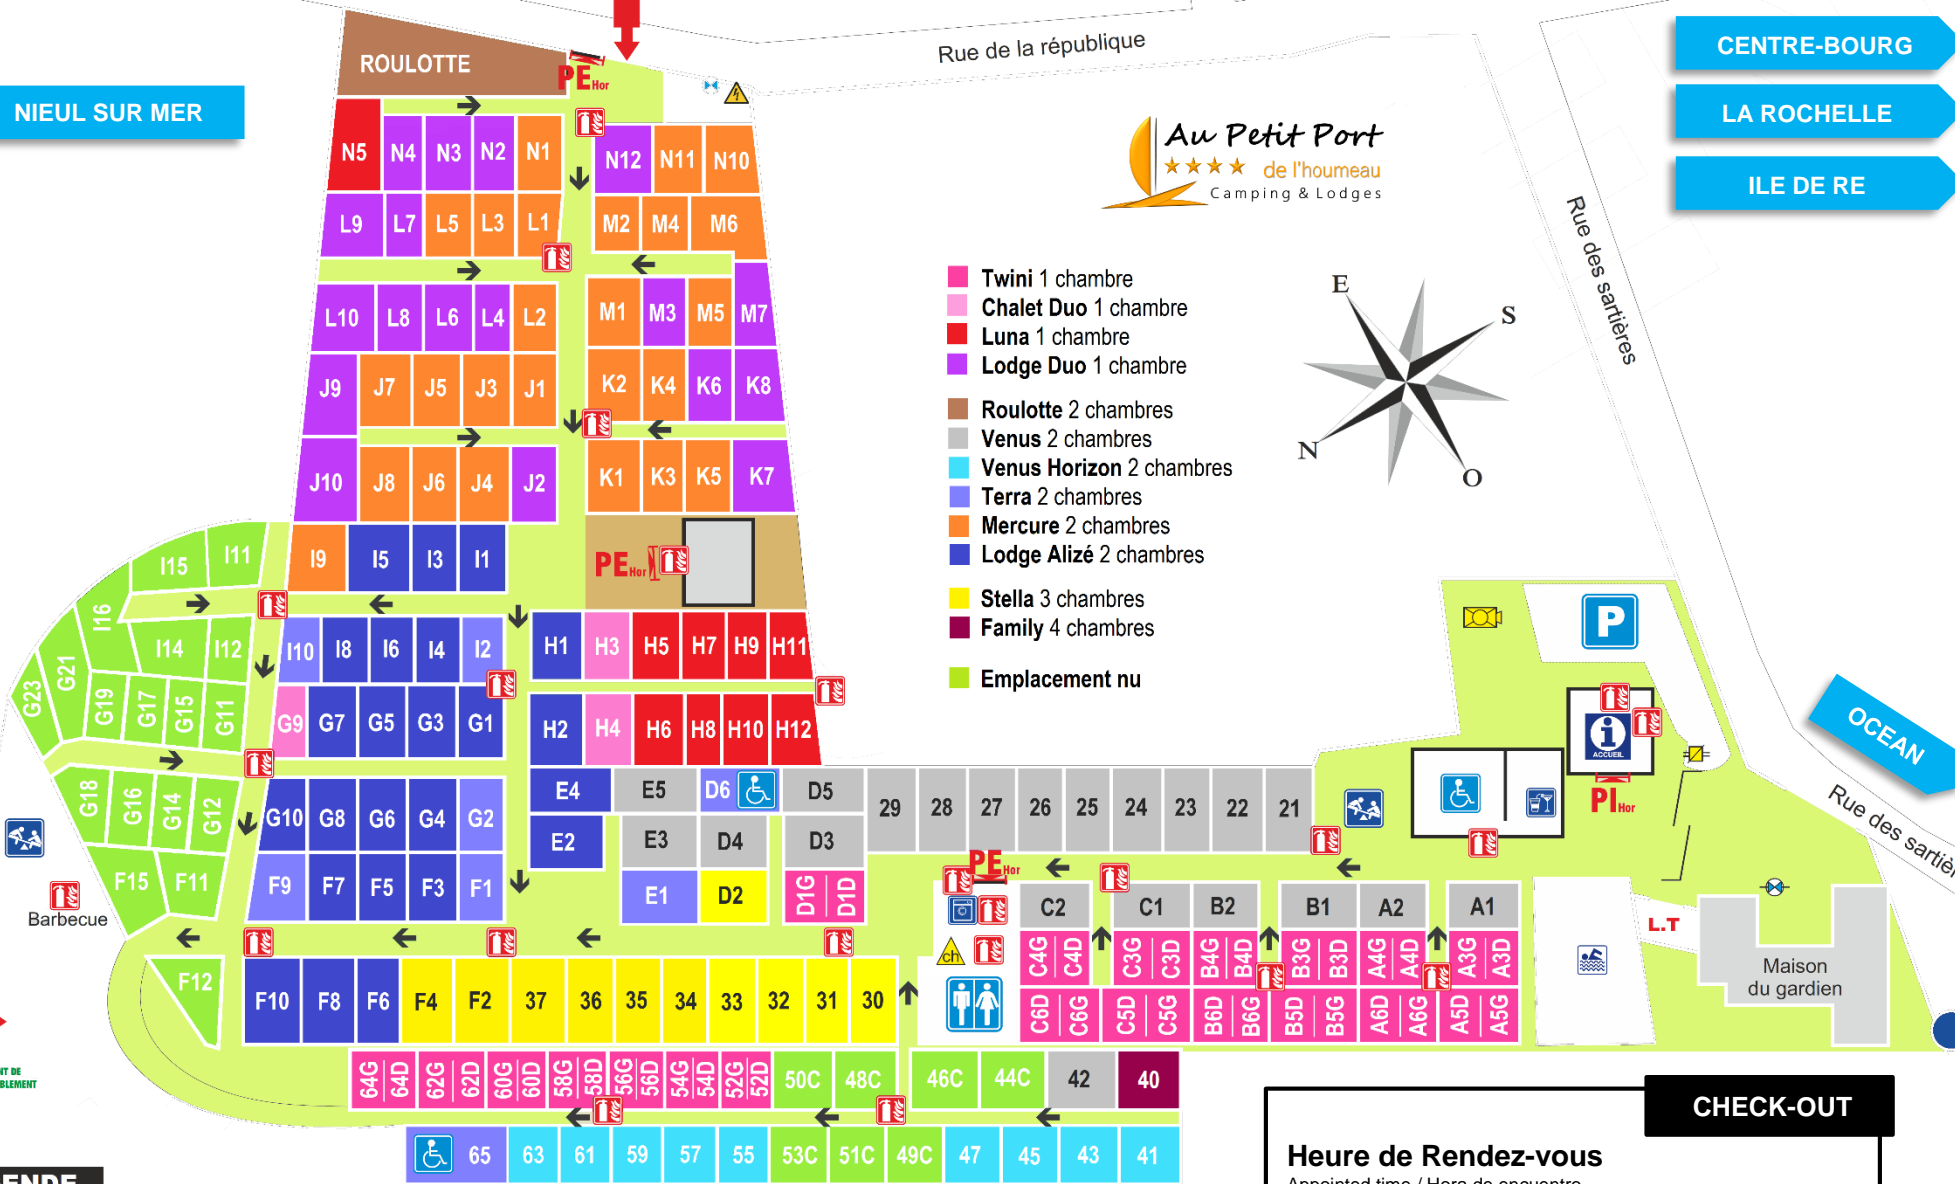 Rue de la république
CENTRE-BOURG
LA ROCHELLE
ILE DE RE
NIEUL SUR MER
ROULOTTE
PE Hor
N5 N4 N3 N2 N1
N12 N11 N10
L9 L7 L5 L3 L1
M2 M4 M6
L10 L8 L6 L4 L2
M1 M3 M5 M7
J9 J7 J5 J3 J1
K2 K4 K6 K8
J10 J8 J6 J4 J2
K1 K3 K5 K7
I15 I11
I9 I5 I3 I1
PE Hor
I16 I14 I12
I10 I8 I6 I4 I2
H1 H3 H5 H7 H9 H11
G23 G21 G19 G17 G15 G11
G9 G7 G5 G3 G1
H2 H4 H6 H8 H10 H12
G18 G16 G14 G12
G10 G8 G6 G4 G2
E4 E5 D6 D5
E2 E3 D4 D3
29 28 27 26 25 24 23 22 21
F15 F11
F9 F7 F5 F3 F1
E1 D2 D1G D1D
Barbecue
PE Hor
C2 C1 B2 B1 A2 A1
C4G C4D C3G C3D B4G B4D B3G B3D A4G A4D A3G A3D
C6D C6G C5D C5G B6D B6G B5D B5G A6D A6G A5D A5G
ch
F12
F10 F8 F6 F4 F2 37 36 35 34 33 32 31 30
64G 64D 62G 62D 60G 60D 58G 58D 56G 56D 54G 54D 52G 52D 50C 48C 46C 44C 42 40
65 63 61 59 57 55 53C 51C 49C 47 45 43 41
Au Petit Port
de l'houmeau
Camping & Lodges
Twini 1 chambre
Chalet Duo 1 chambre
Luna 1 chambre
Lodge Duo 1 chambre
Roulotte 2 chambres
Venus 2 chambres
Venus Horizon 2 chambres
Terra 2 chambres
Mercure 2 chambres
Lodge Alizé 2 chambres
Stella 3 chambres
Family 4 chambres
Emplacement nu
E
S
N
O
Rue des sartières
P
i
ACCUEIL
PI Hor
OCEAN
Rue des sartiè
L.T
Maison
du gardien
NT DE
BLEMENT
ENDE
CHECK-OUT
Heure de Rendez-vous
Appointed time / Hora de encuentro